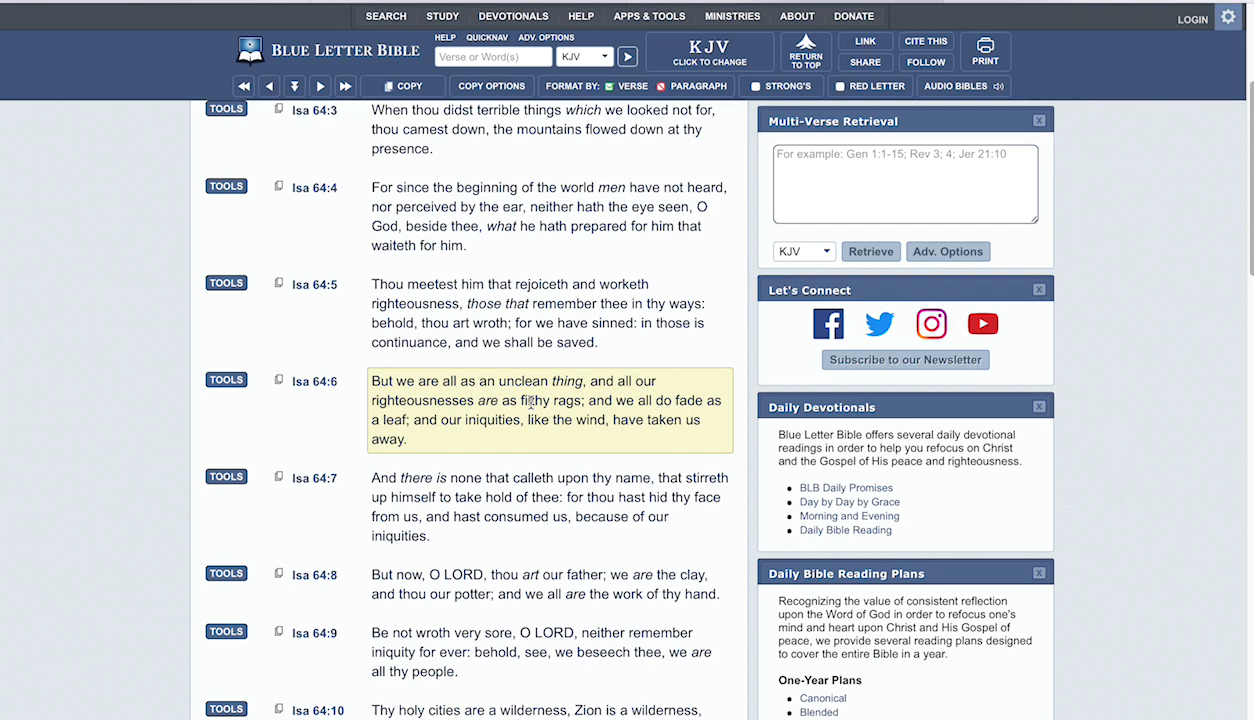 SEARCH STUDY DEVOTIONALS HELP APPS & TOOLS MINISTRIES ABOUT DONATE
LOGIN
BLUE LETTER BIBLE
HELP QUICKNAV ADV. OPTIONS
Verse or Word(s) KJV
KJV
CLICK TO CHANGE
RETURN
TO TOP
LINK CITE THIS
SHARE FOLLOW
PRINT
COPY COPY OPTIONS FORMAT BY: VERSE PARAGRAPH STRONG'S RED LETTER AUDIO BIBLES
TOOLS Isa 64:3 When thou didst terrible things which we looked not for,
thou camest down, the mountains flowed down at thy
presence.
TOOLS Isa 64:4 For since the beginning of the world men have not heard,
nor perceived by the ear, neither hath the eye seen, O
God, beside thee, what he hath prepared for him that
waiteth for him.
TOOLS Isa 64:5 Thou meetest him that rejoiceth and worketh
righteousness, those that remember thee in thy ways:
behold, thou art wroth; for we have sinned: in those is
continuance, and we shall be saved.
TOOLS Isa 64:6 But we are all as an unclean thing, and all our
righteousnesses are as filthy rags; and we all do fade as
a leaf; and our iniquities, like the wind, have taken us
away.
TOOLS Isa 64:7 And there is none that calleth upon thy name, that stirreth
up himself to take hold of thee: for thou hast hid thy face
from us, and hast consumed us, because of our
iniquities.
TOOLS Isa 64:8 But now, O LORD, thou art our father; we are the clay,
and thou our potter; and we all are the work of thy hand.
TOOLS Isa 64:9 Be not wroth very sore, O LORD, neither remember
iniquity for ever: behold, see, we beseech thee, we are
all thy people.
TOOLS Isa 64:10 Thy holy cities are a wilderness, Zion is a wilderness,
Multi-Verse Retrieval X
For example: Gen 1:1-15; Rev 3; 4; Jer 21:10
KJV Retrieve Adv. Options
Let's Connect X
Subscribe to our Newsletter
Daily Devotionals X
Blue Letter Bible offers several daily devotional
readings in order to help you refocus on Christ
and the Gospel of His peace and righteousness.
BLB Daily Promises
Day by Day by Grace
Morning and Evening
Daily Bible Reading
Daily Bible Reading Plans X
Recognizing the value of consistent reflection
upon the Word of God in order to refocus one's
mind and heart upon Christ and His Gospel of
peace, we provide several reading plans designed
to cover the entire Bible in a year.
One-Year Plans
Canonical
Blended